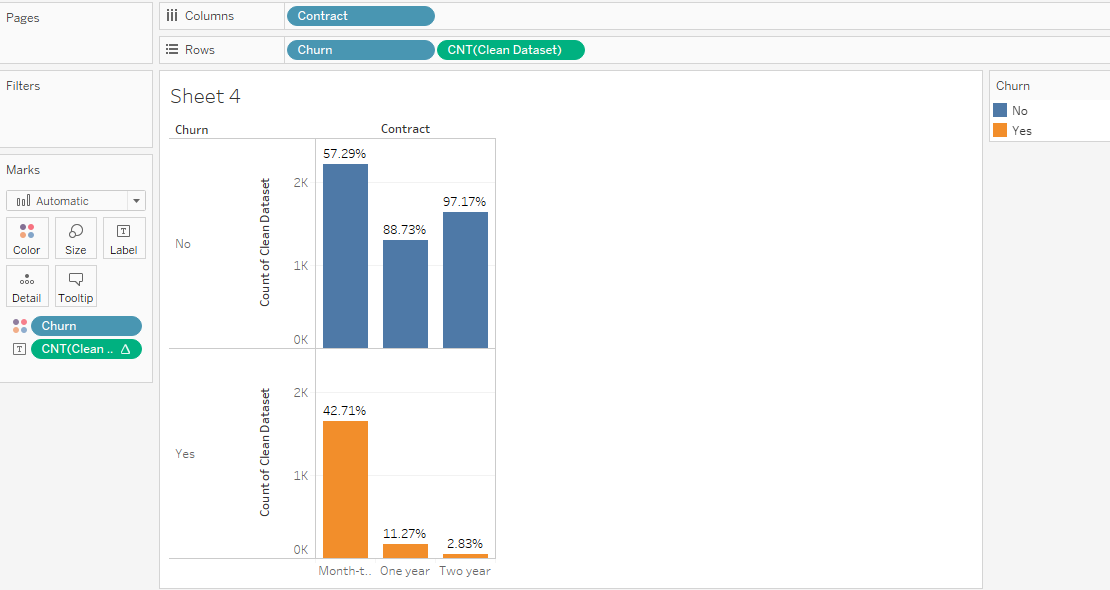 Pages
Columns
Contract
Rows
Churn
CNT(Clean Dataset)
Filters
Marks
Automatic
Color
Size
Label
Detail
Tooltip
Churn
CNT(Clean ..
Sheet 4
Churn
Contract
No
Count of Clean Dataset
2K
1K
0K
57.29%
88.73%
97.17%
Yes
Count of Clean Dataset
2K
1K
0K
42.71%
11.27%
2.83%
Month-t..
One year
Two year
Churn
No
Yes